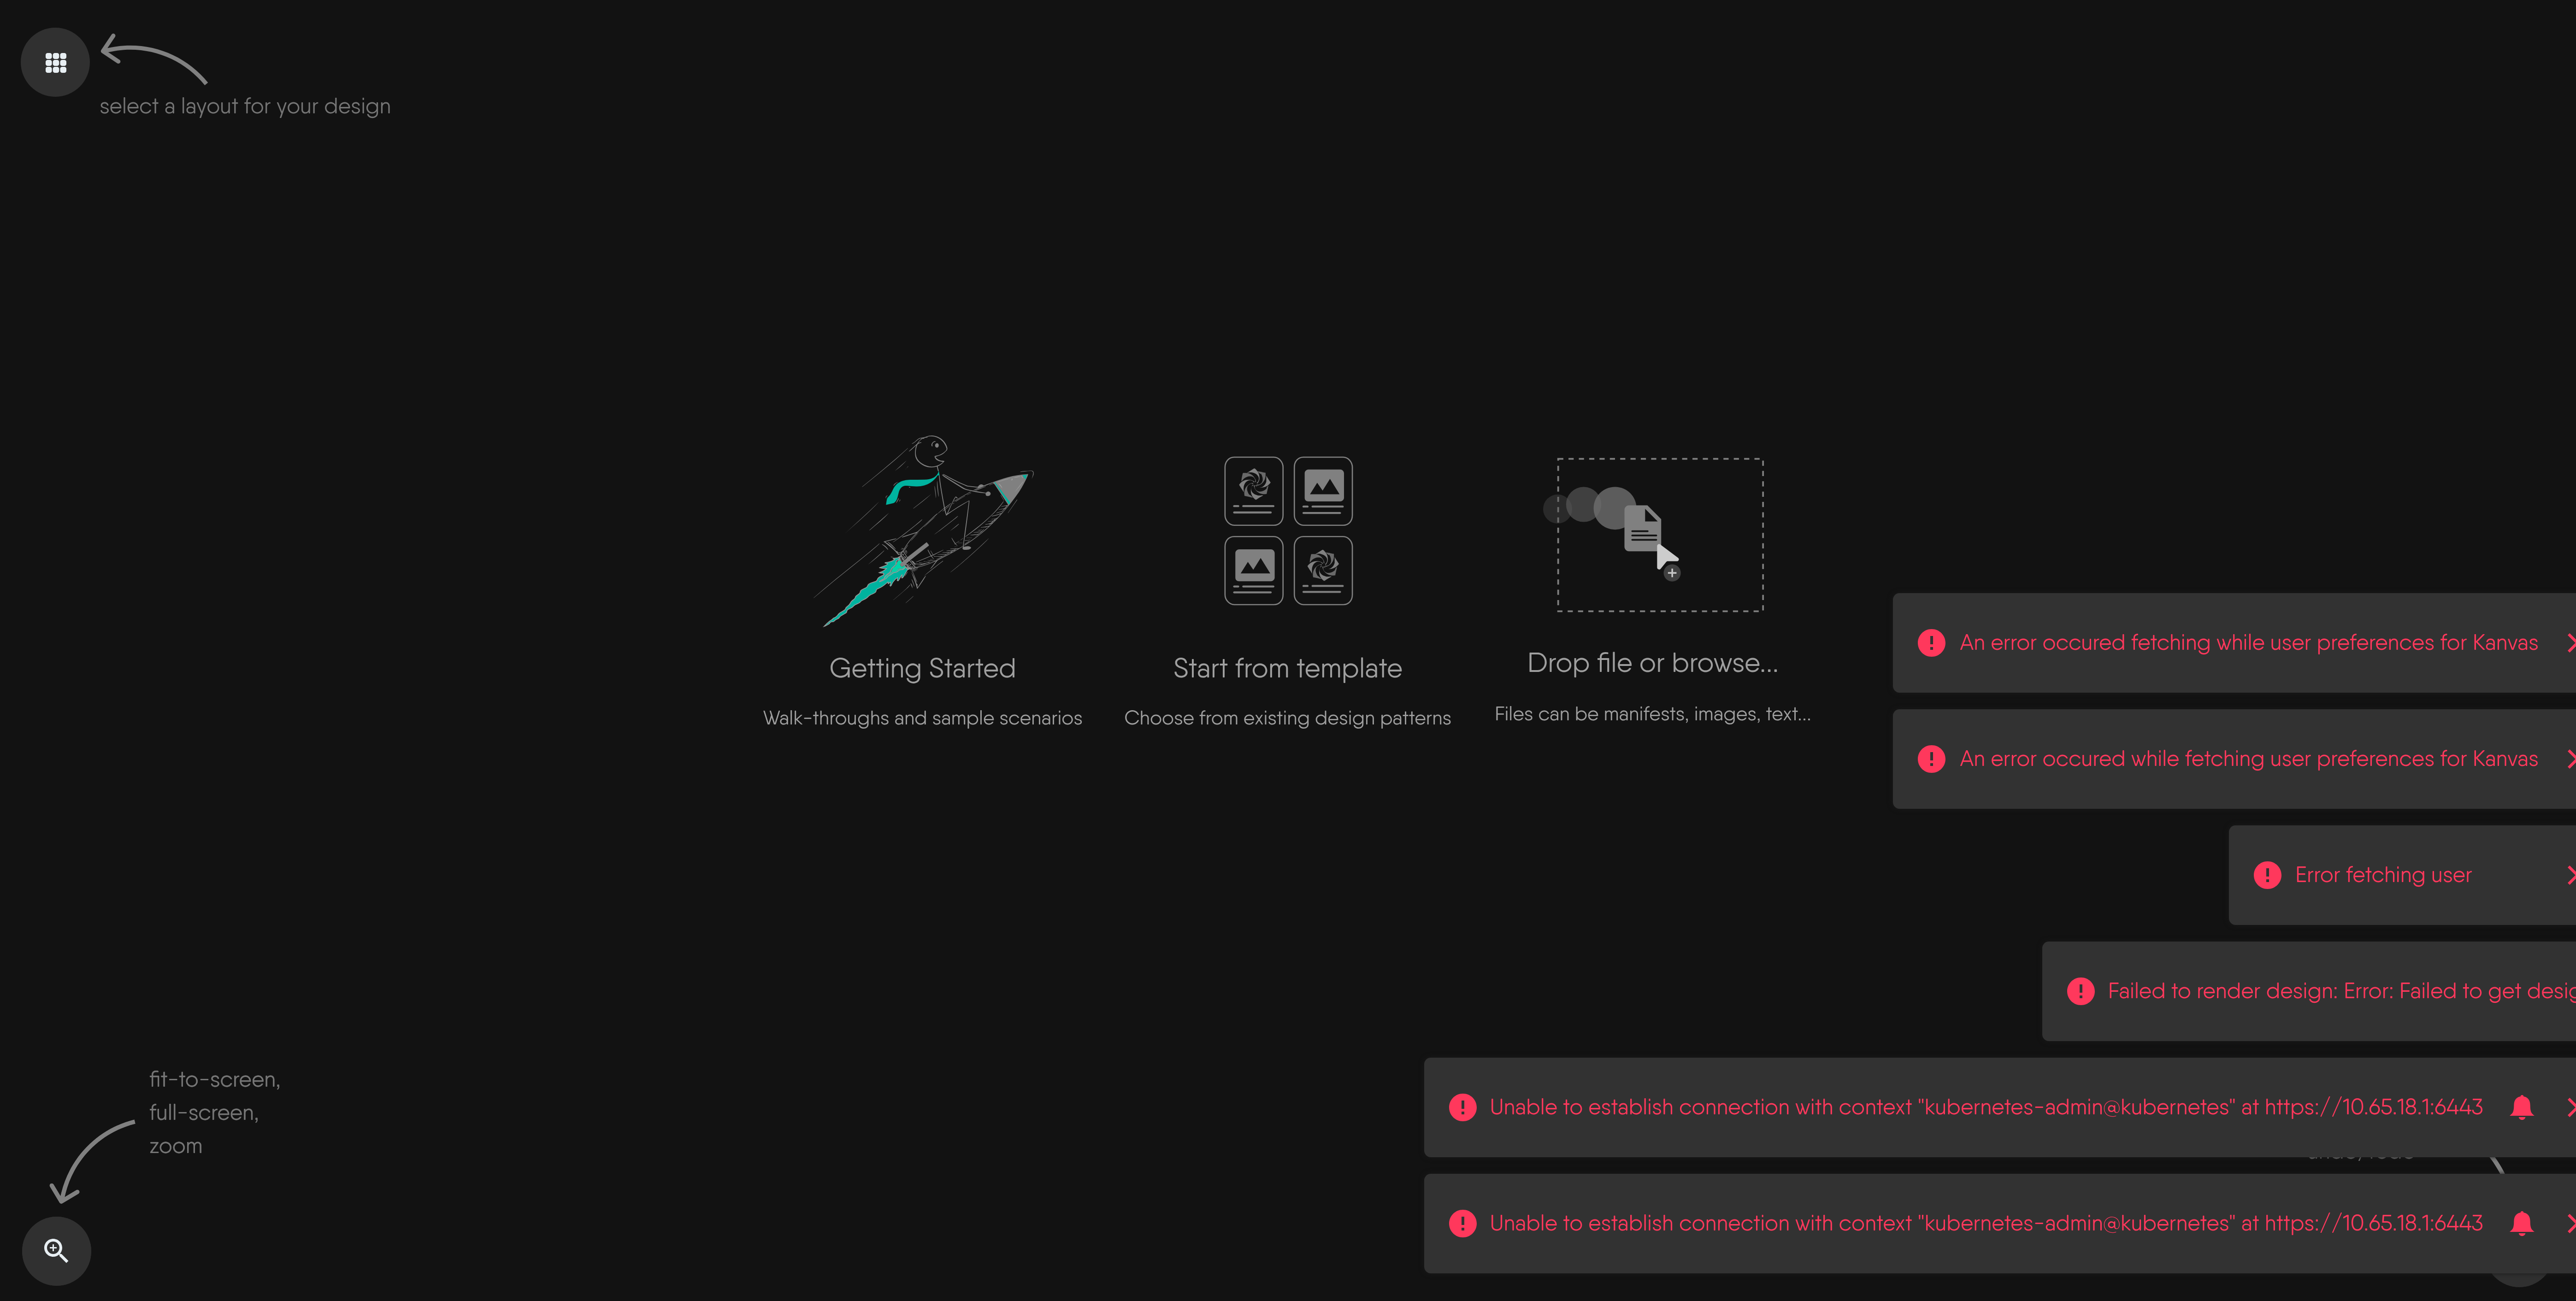 select a layout for your design
Getting Started
Walk-throughs and sample scenarios
Start from template
Choose from existing design patterns
Drop file or browse...
Files can be manifests, images, text...
An error occured fetching while user preferences for Kanvas
An error occured while fetching user preferences for Kanvas
Error fetching user
Failed to render design: Error: Failed to get
Unable to establish connection with context "kubernetes-admin@kubernetes" at https://10.65.18.1:6443
Unable to establish connection with context "kubernetes-admin@kubernetes" at https://10.65.18.1:6443
fit-to-screen,
full-screen,
zoom